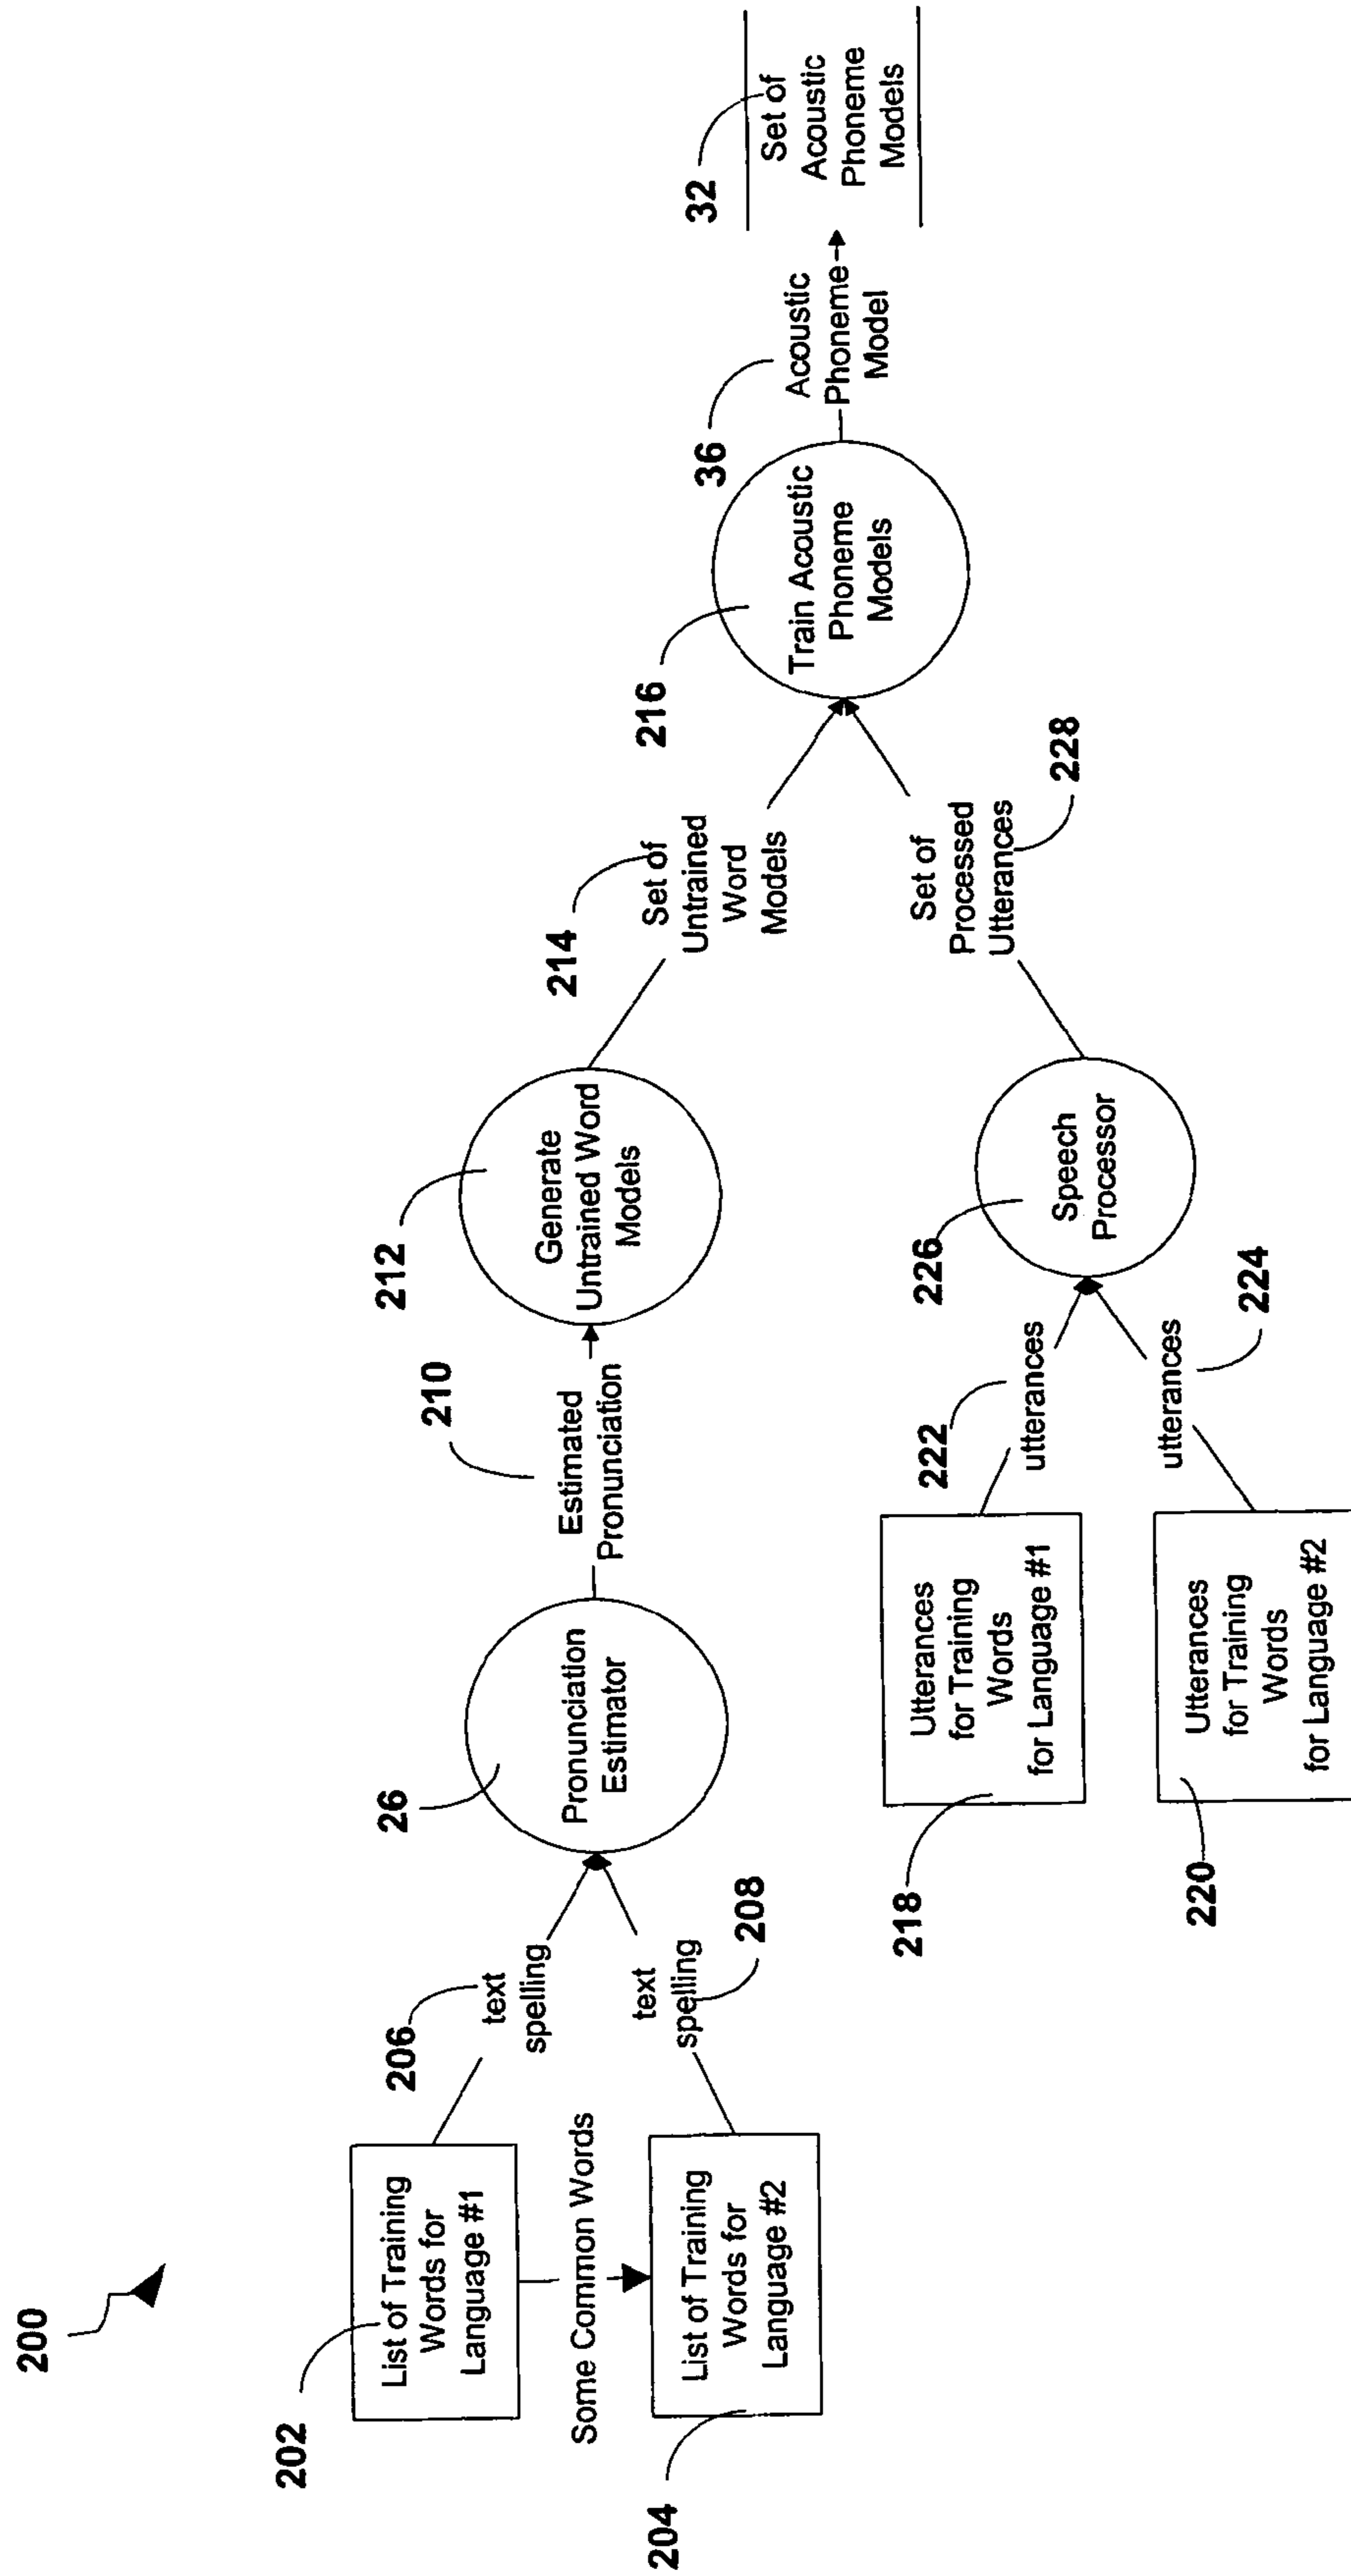 200
202
List of Training
Words for
Language #1
Some Common Words
204
List of Training
Words for
Language #2
206
text
spelling
text
spelling
208
26
Pronunciation
Estimator
210
Estimated
Pronunciation
212
Generate
Untrained Word
Models
214
Set of
Untrained
Word
Models
218
Utterances
for Training
Words
for Language #1
220
Utterances
for Training
Words
for Language #2
222
utterances
utterances
224
226
Speech
Processor
Set of
Processed
Utterances
228
216
Train Acoustic
Phoneme
Models
36
Acoustic
Phoneme
Model
32
Set of
Acoustic
Phoneme
Models